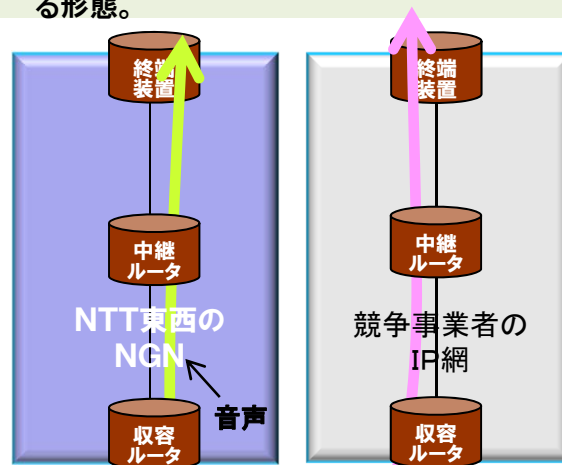 る形態。
終端
装置
終端
装置
中継
ルータ
中継
ルータ
NTT東西の
NGN
競争事業者の
IP網
音声
収容
ルータ
収容
ルータ